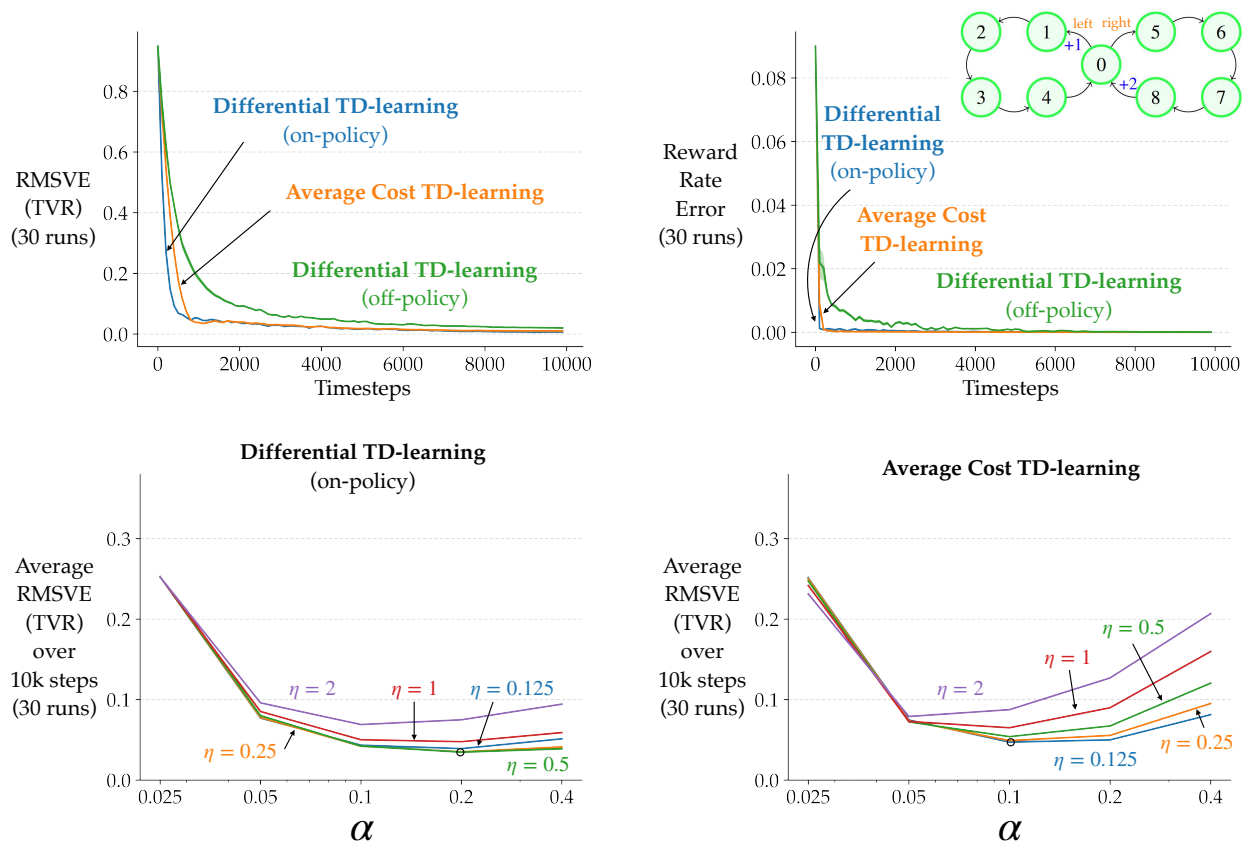 RMSVE
(TVR)
(30 runs)
0.8
0.6
0.4
0.2
0.0
Differential TD-learning
(on-policy)
Average Cost TD-learning
Differential TD-learning
(off-policy)
0 2000 4000 6000 8000 10000
Timesteps
Reward
Rate
Error
(30 runs)
0.08
0.06
0.04
0.02
0.00
Differential
TD-learning
(on-policy)
Average Cost
TD-learning
Differential TD-learning
(off-policy)
left right
2 1 5 6
+1
0
+2
3 4 8 7
0 2000 4000 6000 8000 10000
Timesteps
Differential TD-learning
(on-policy)
Average
RMSVE
(TVR)
over
10k steps
(30 runs)
0.3
0.2
0.1
0.0
η = 2
η = 1
η = 0.125
η = 0.25
η = 0.5
0.025 0.05 0.1 0.2 0.4
α
Average Cost TD-learning
Average
RMSVE
(TVR)
over
10k steps
(30 runs)
0.3
0.2
0.1
0.0
η = 0.5
η = 1
η = 2
η = 0.25
η = 0.125
0.025 0.05 0.1 0.2 0.4
α